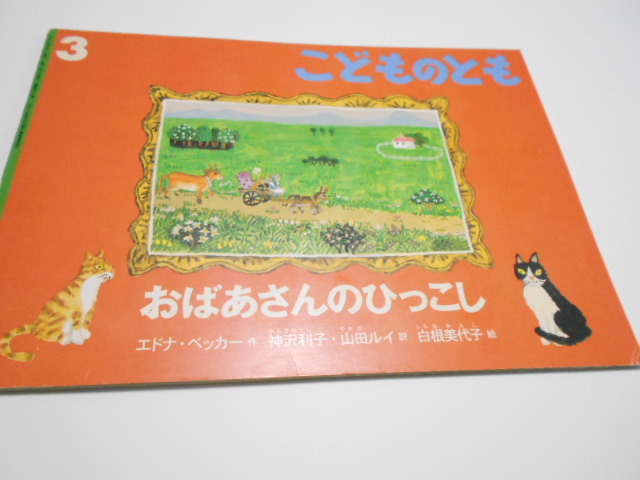 3
こどものとも
おばあさんのひっこし
エドナ・ベッカー 作 神沢利子・山田ルイ 訳 白根美代子 絵